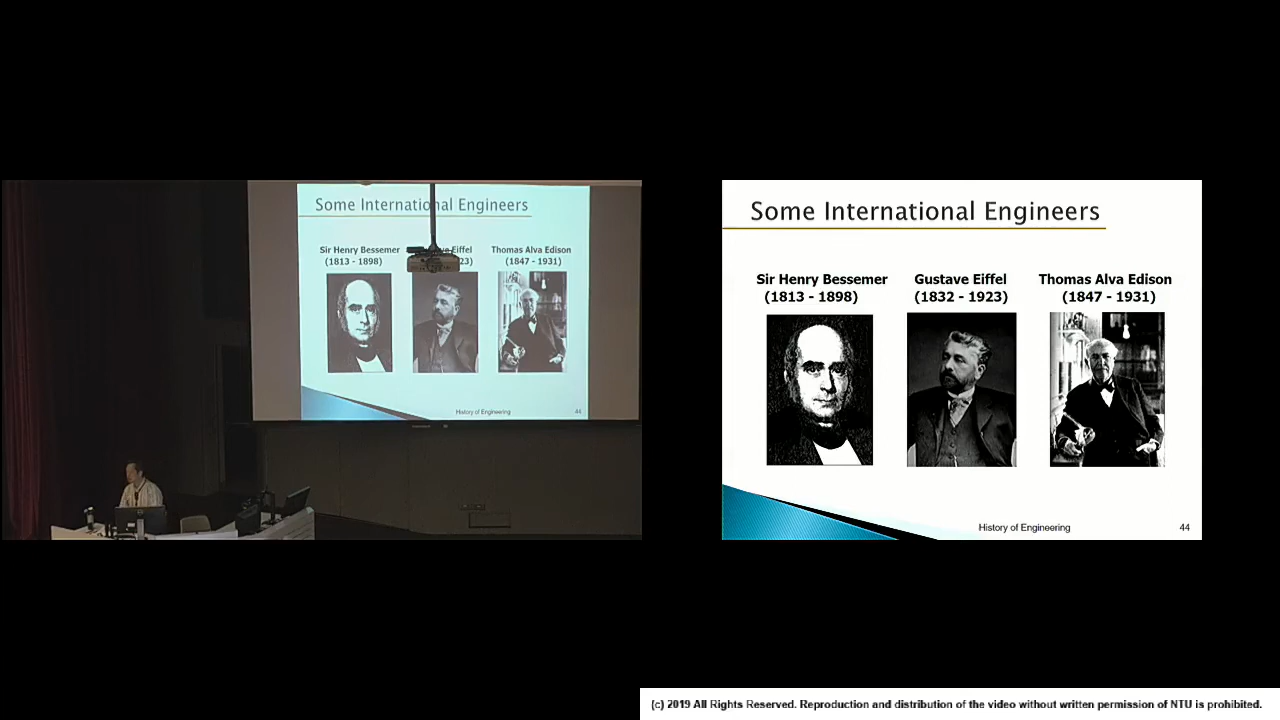 Some International Engineers
Sir Henry Bessemer
(1813 - 1898)
Eiffel
23)
Thomas Alva Edison
(1847 - 1931)
History of Engineering
44
Some International Engineers
Sir Henry Bessemer
(1813 - 1898)
Gustave Eiffel
(1832 - 1923)
Thomas Alva Edison
(1847 - 1931)
History of Engineering
44
(c) 2019 All Rights Reserved. Reproduction and distribution of the video without written permission of NTU is prohibited.